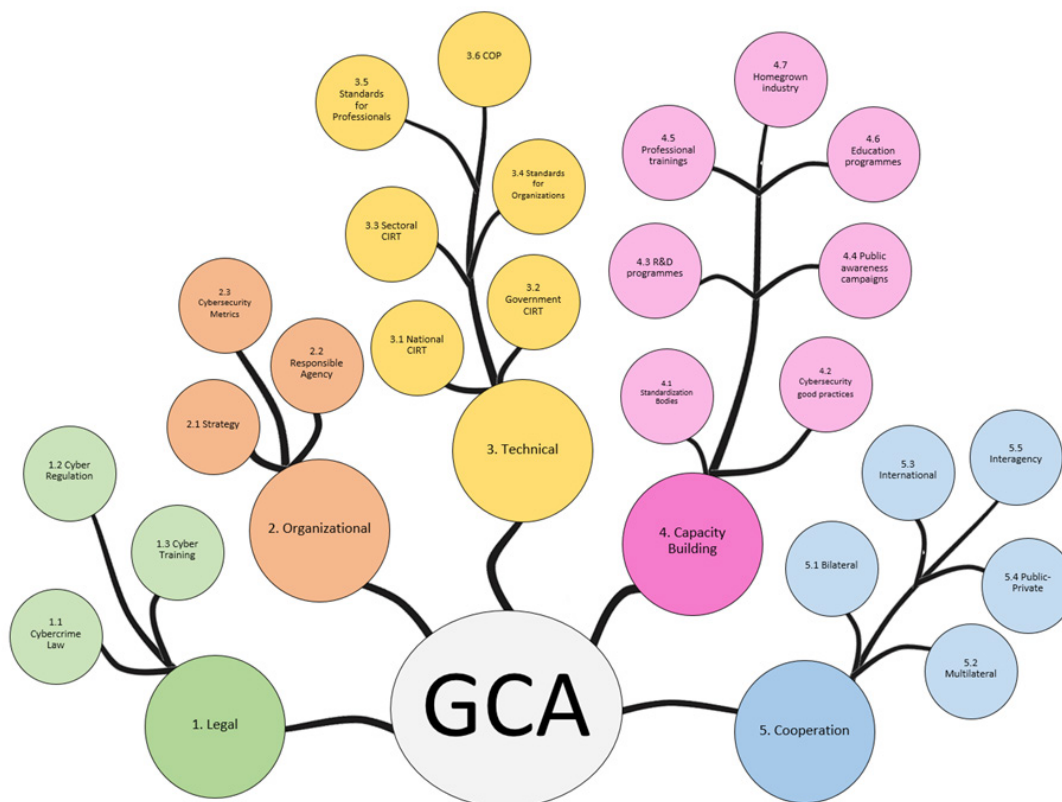 GCA
1. Legal
1.1
Cybercrime
Law
1.2 Cyber
Regulation
1.3 Cyber
Training
2. Organizational
2.1 Strategy
2.2
Responsible
Agency
2.3
Cybersecurity
Metrics
3. Technical
3.1 National
CIRT
3.2
Government
CIRT
3.3 Sectoral
CIRT
3.4 Standards
for
Organizations
3.5
Standards
for
Professionals
3.6 COP
4. Capacity
Building
4.1
Standardization
Bodies
4.2
Cybersecurity
good practices
4.3 R&D
programmes
4.4 Public
awareness
campaigns
4.5
Professional
trainings
4.6
Education
programmes
4.7
Homegrown
industry
5. Cooperation
5.1 Bilateral
5.2
Multilateral
5.3
International
5.4 Public-
Private
5.5
Interagency